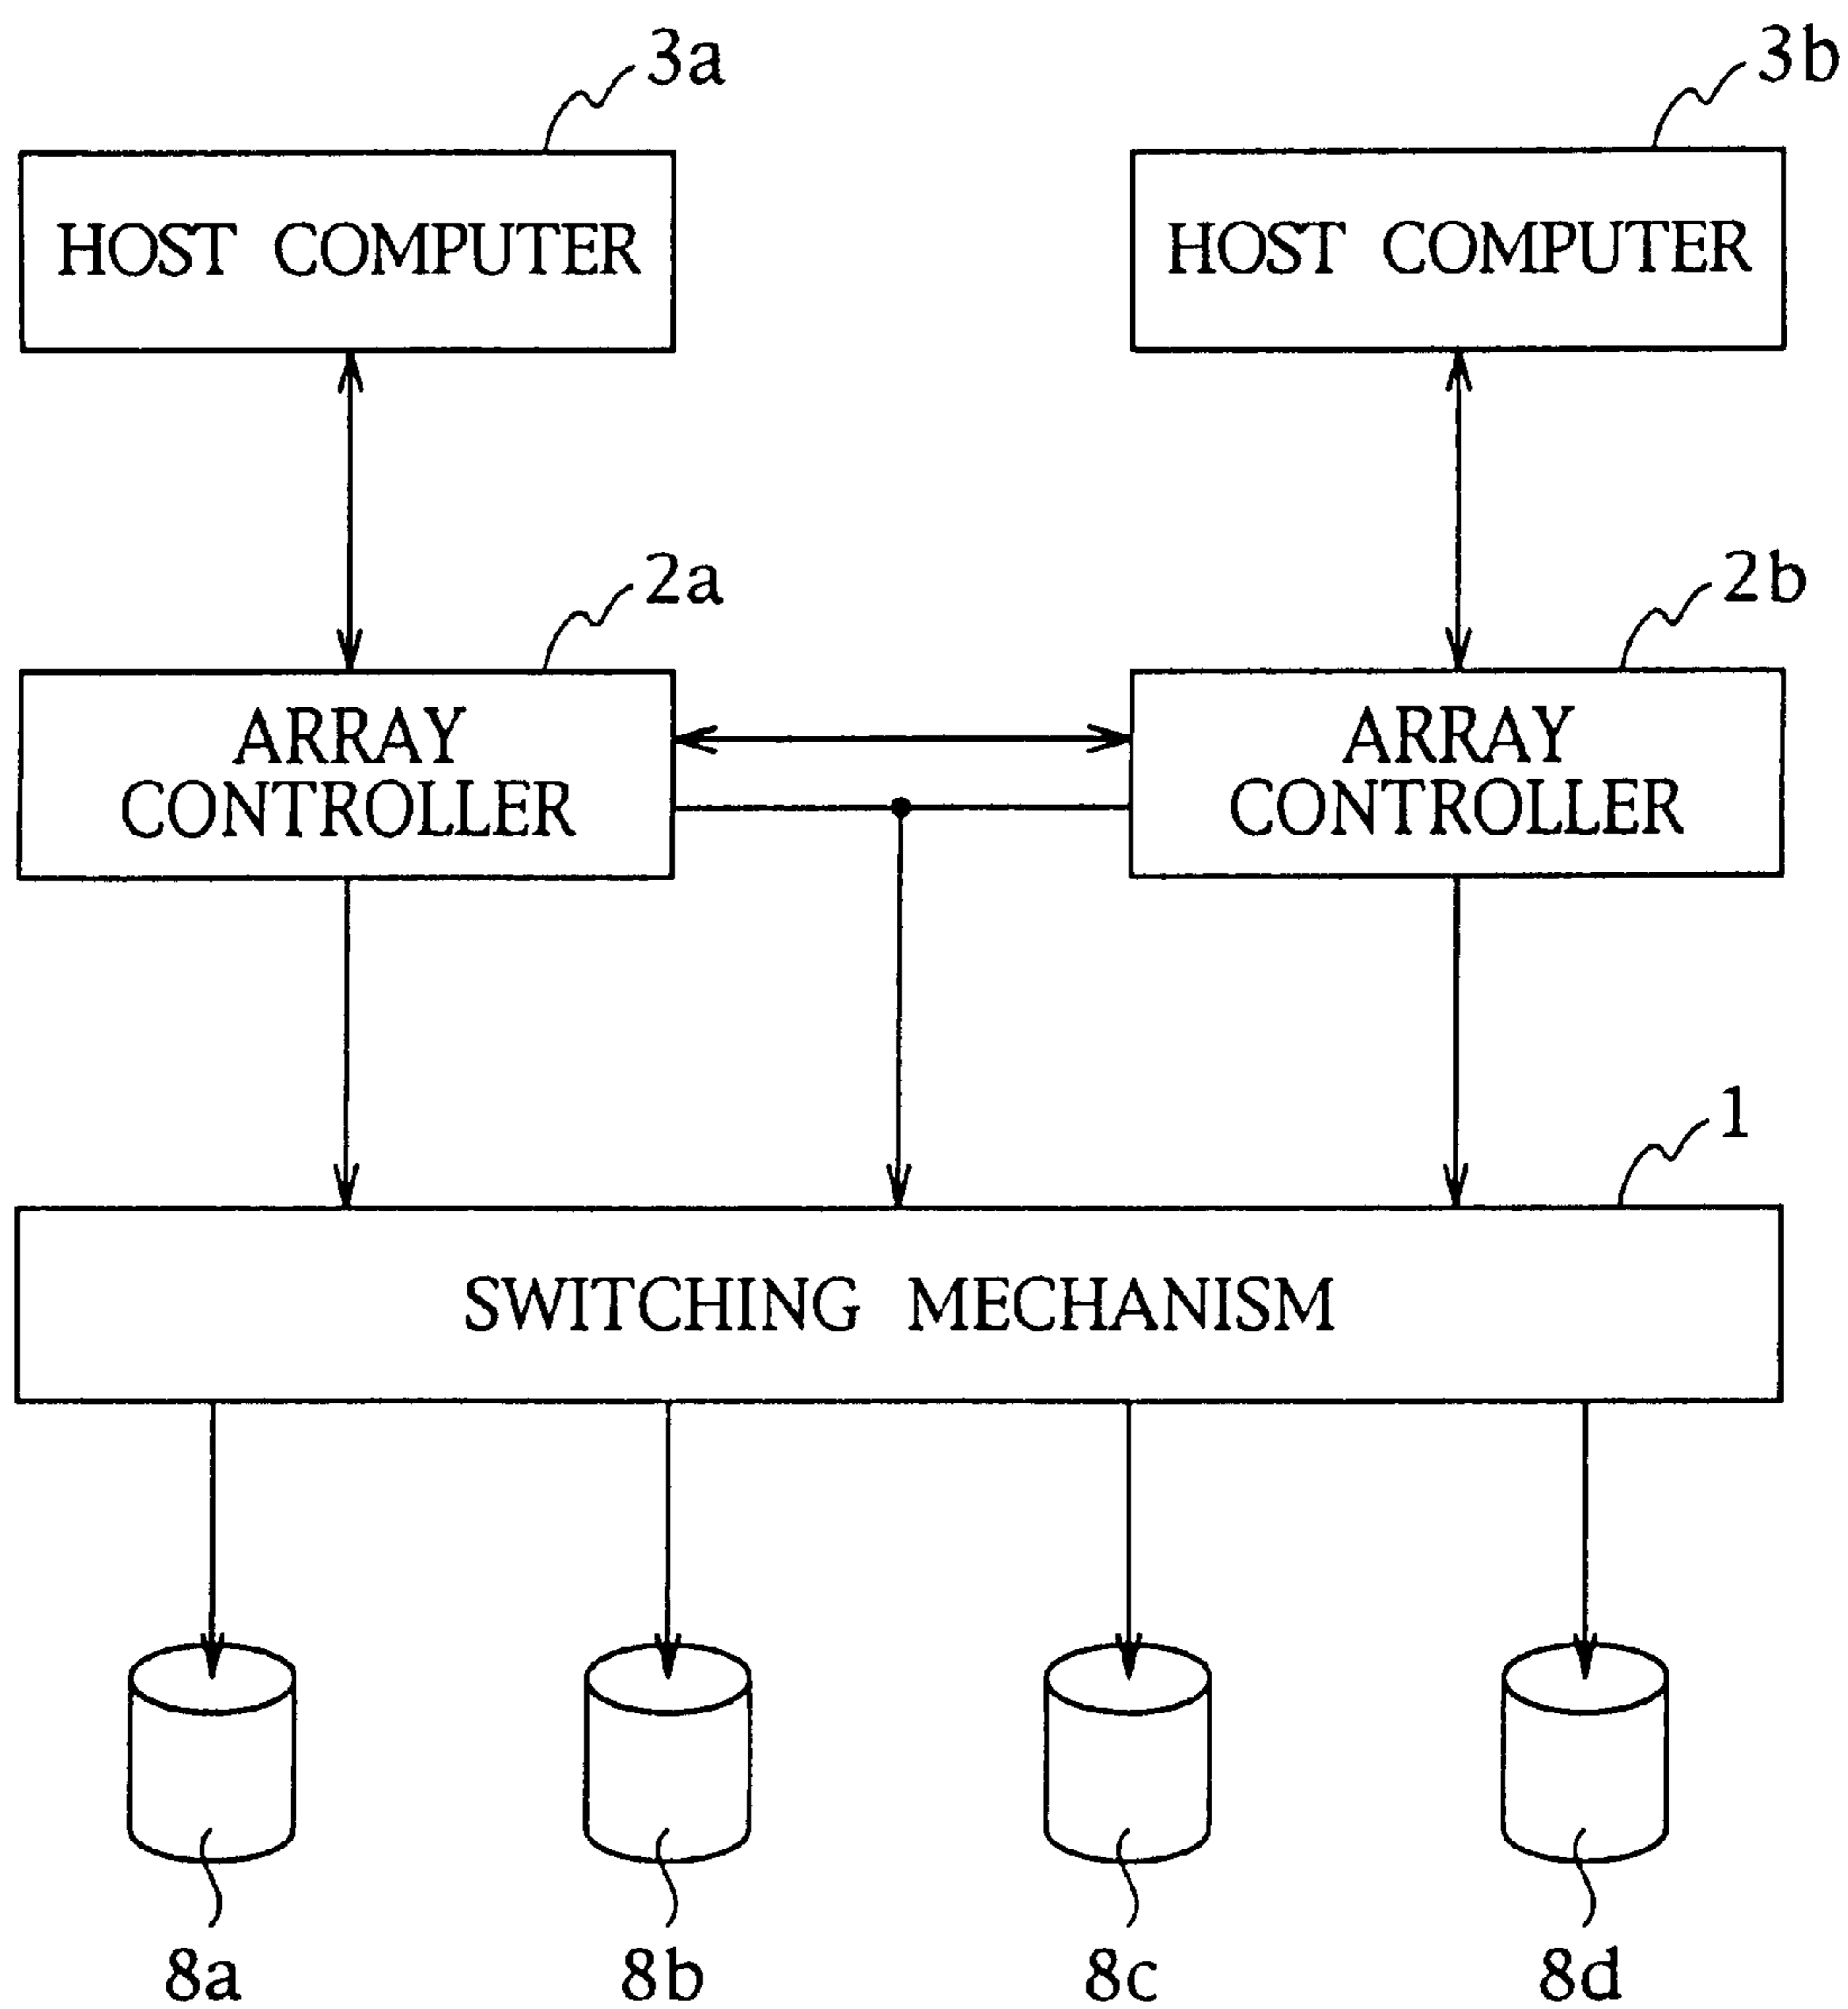 3a
3b
HOST COMPUTER
HOST COMPUTER
2a
2b
ARRAY
CONTROLLER
ARRAY
CONTROLLER
1
SWITCHING MECHANISM
8a
8b
8c
8d